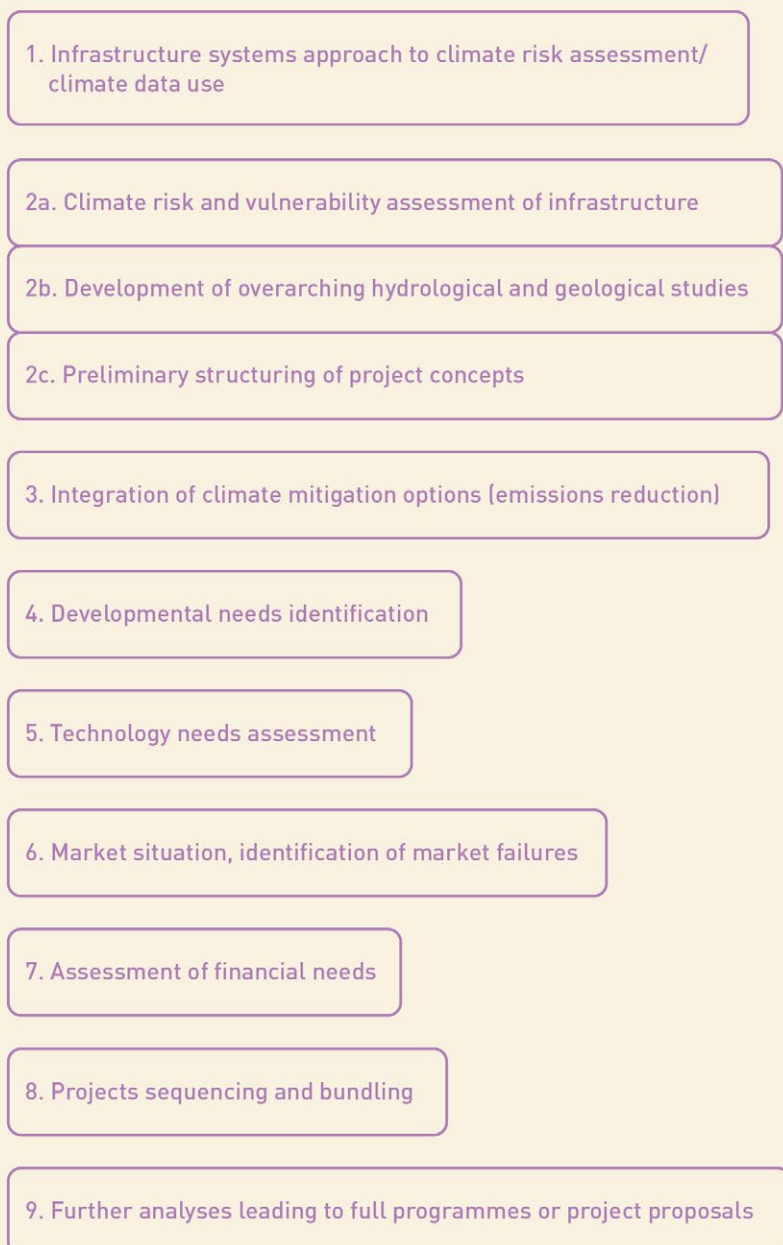 1. Infrastructure systems approach to climate risk assessment/
climate data use
2a. Climate risk and vulnerability assessment of infrastructure
2b. Development of overarching hydrological and geological studies
2c. Preliminary structuring of project concepts
3. Integration of climate mitigation options (emissions reduction)
4. Developmental needs identification
5. Technology needs assessment
6. Market situation, identification of market failures
7. Assessment of financial needs
8. Projects sequencing and bundling
9. Further analyses leading to full programmes or project proposals